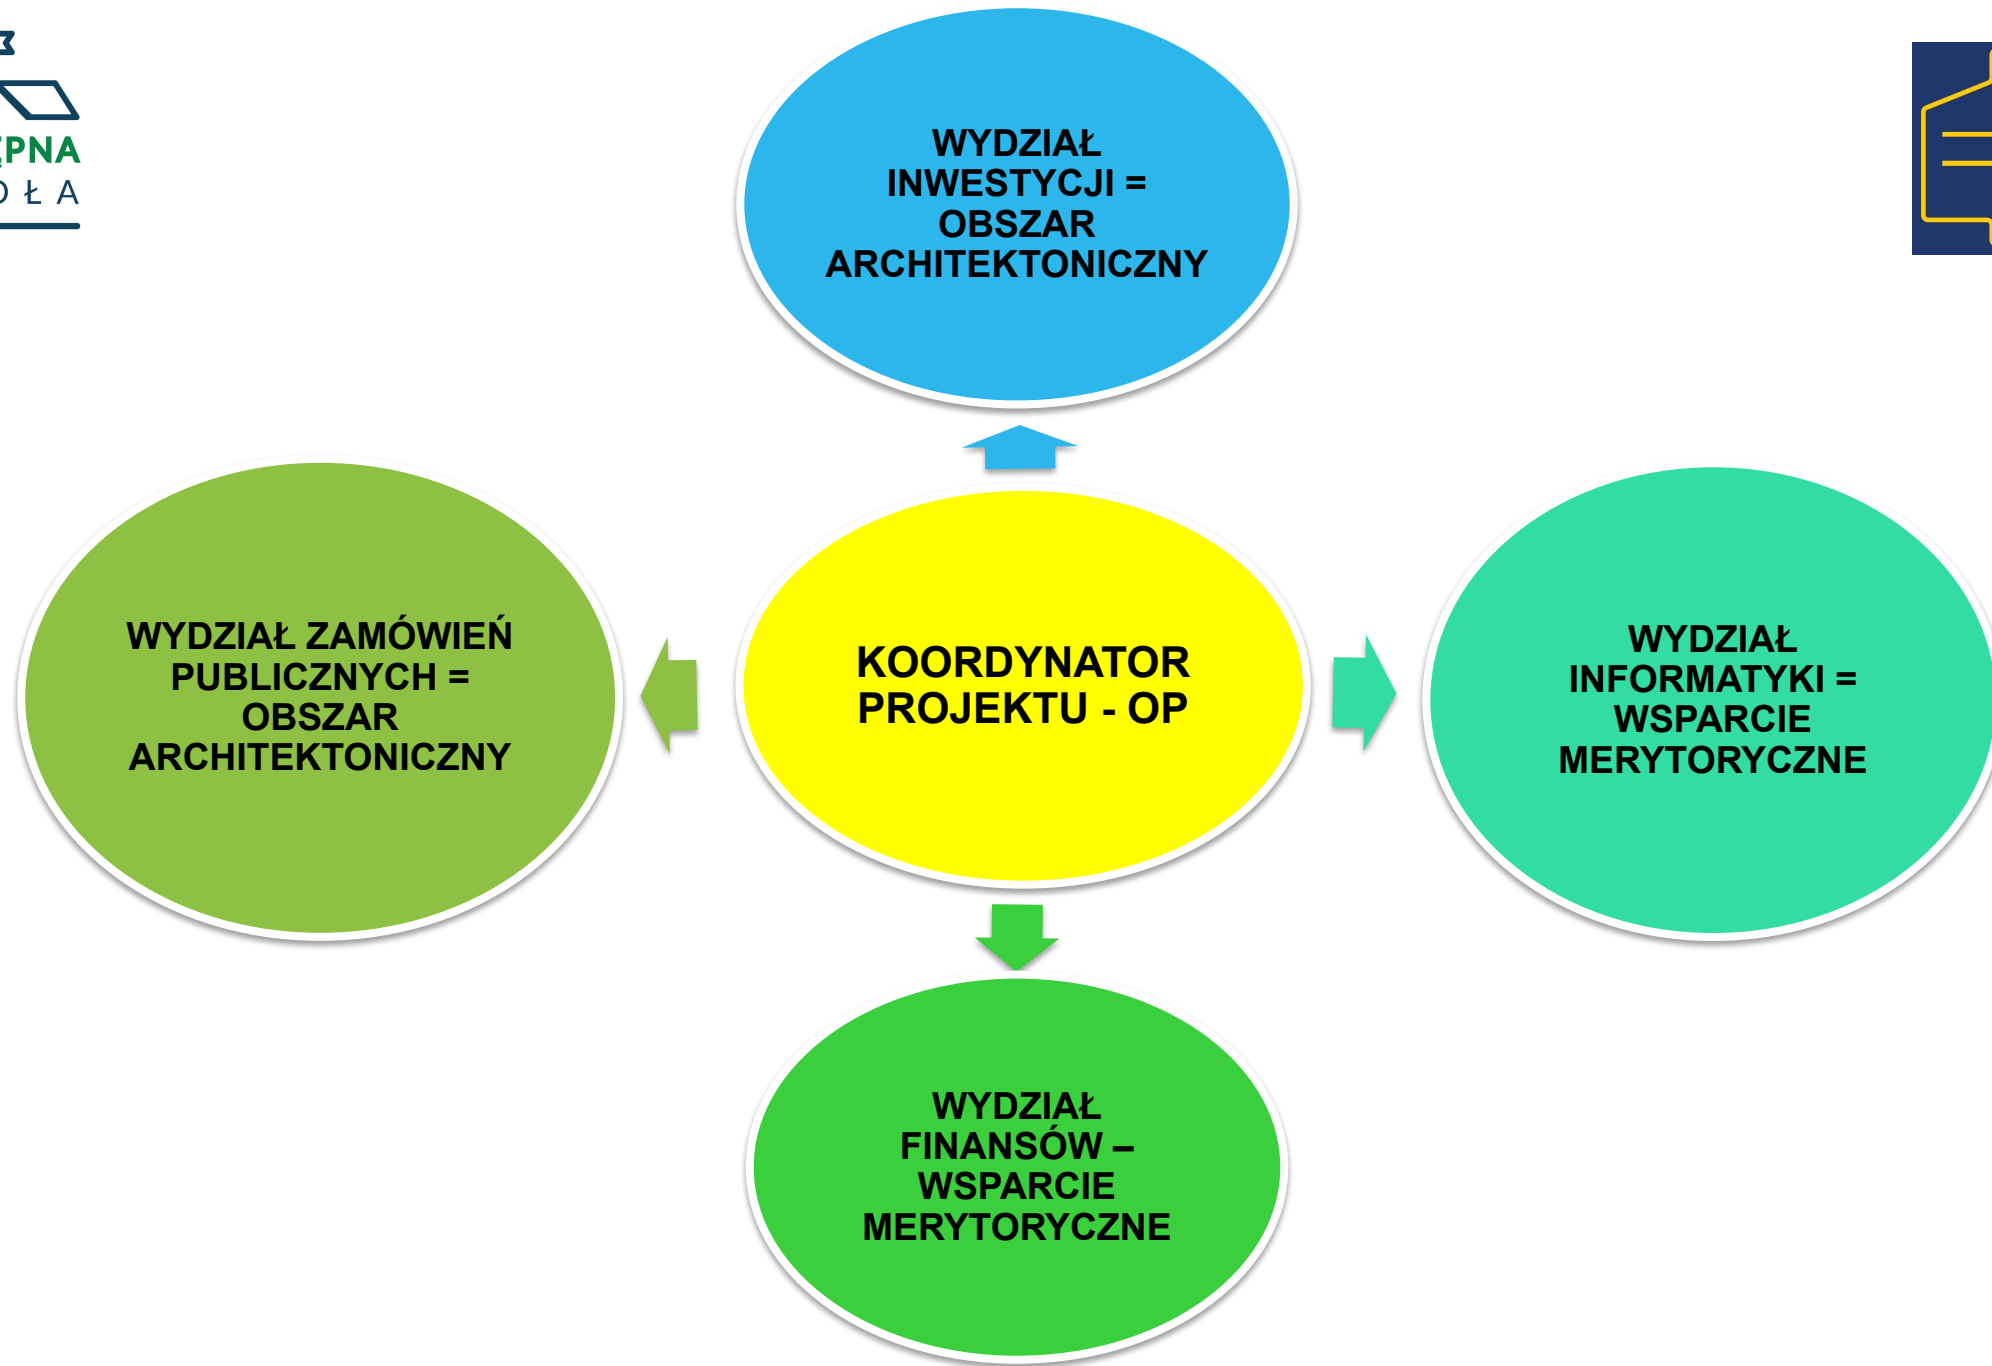 WYDZIAŁ
INWESTYCJI =
OBSZAR
ARCHITEKTONICZNY
WYDZIAŁ ZAMÓWIEŃ
PUBLICZNYCH =
OBSZAR
ARCHITEKTONICZNY
KOORDYNATOR
PROJEKTU - OP
WYDZIAŁ
INFORMATYKI =
WSPARCIE
MERYTORYCZNE
WYDZIAŁ
FINANSÓW –
WSPARCIE
MERYTORYCZNE